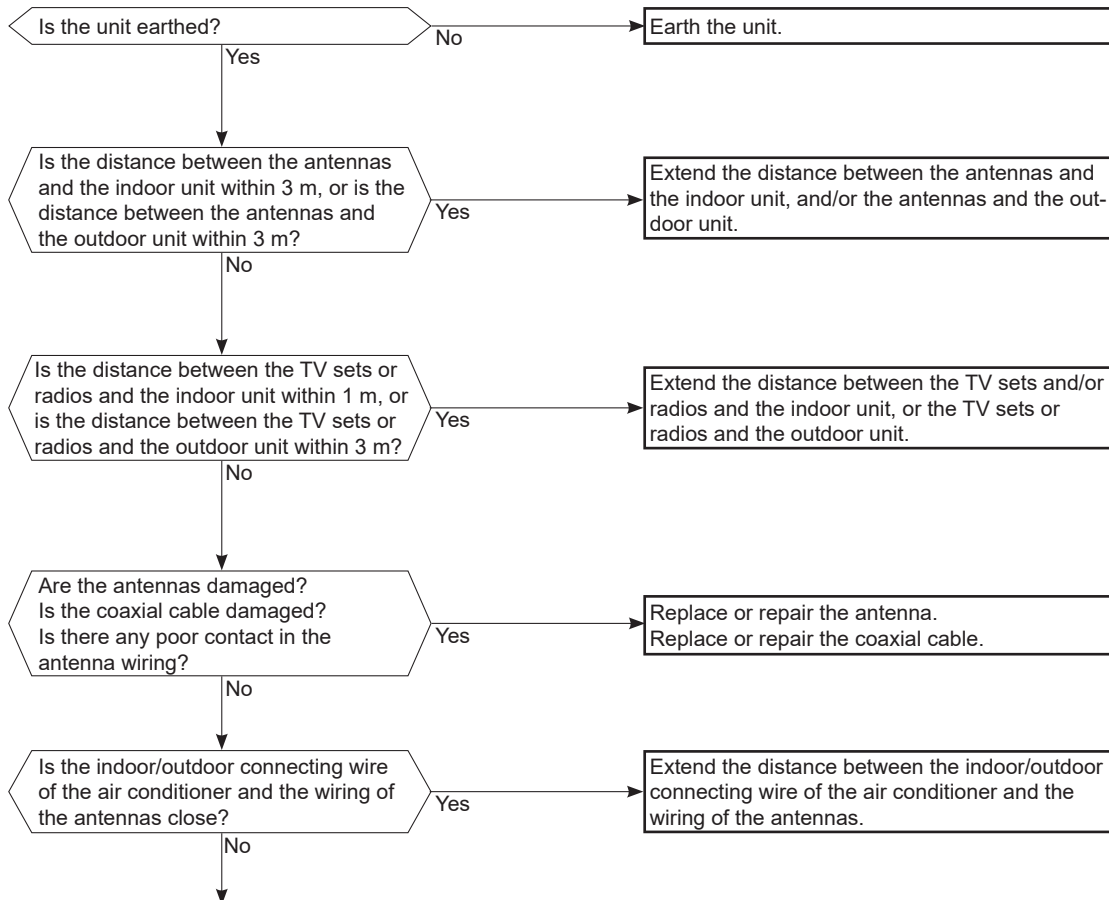 Is the unit earthed?
No
Earth the unit.
Yes
Is the distance between the antennas
and the indoor unit within 3 m, or is the
distance between the antennas and
the outdoor unit within 3 m?
Yes
Extend the distance between the antennas and
the indoor unit, and/or the antennas and the out-
door unit.
No
Is the distance between the TV sets or
radios and the indoor unit within 1 m, or
is the distance between the TV sets or
radios and the outdoor unit within 3 m?
Yes
Extend the distance between the TV sets and/or
radios and the indoor unit, or the TV sets or
radios and the outdoor unit.
No
Are the antennas damaged?
Is the coaxial cable damaged?
Is there any poor contact in the
antenna wiring?
Yes
Replace or repair the antenna.
Replace or repair the coaxial cable.
No
Is the indoor/outdoor connecting wire
of the air conditioner and the wiring of
the antennas close?
Yes
Extend the distance between the indoor/outdoor
connecting wire of the air conditioner and the
wiring of the antennas.
No